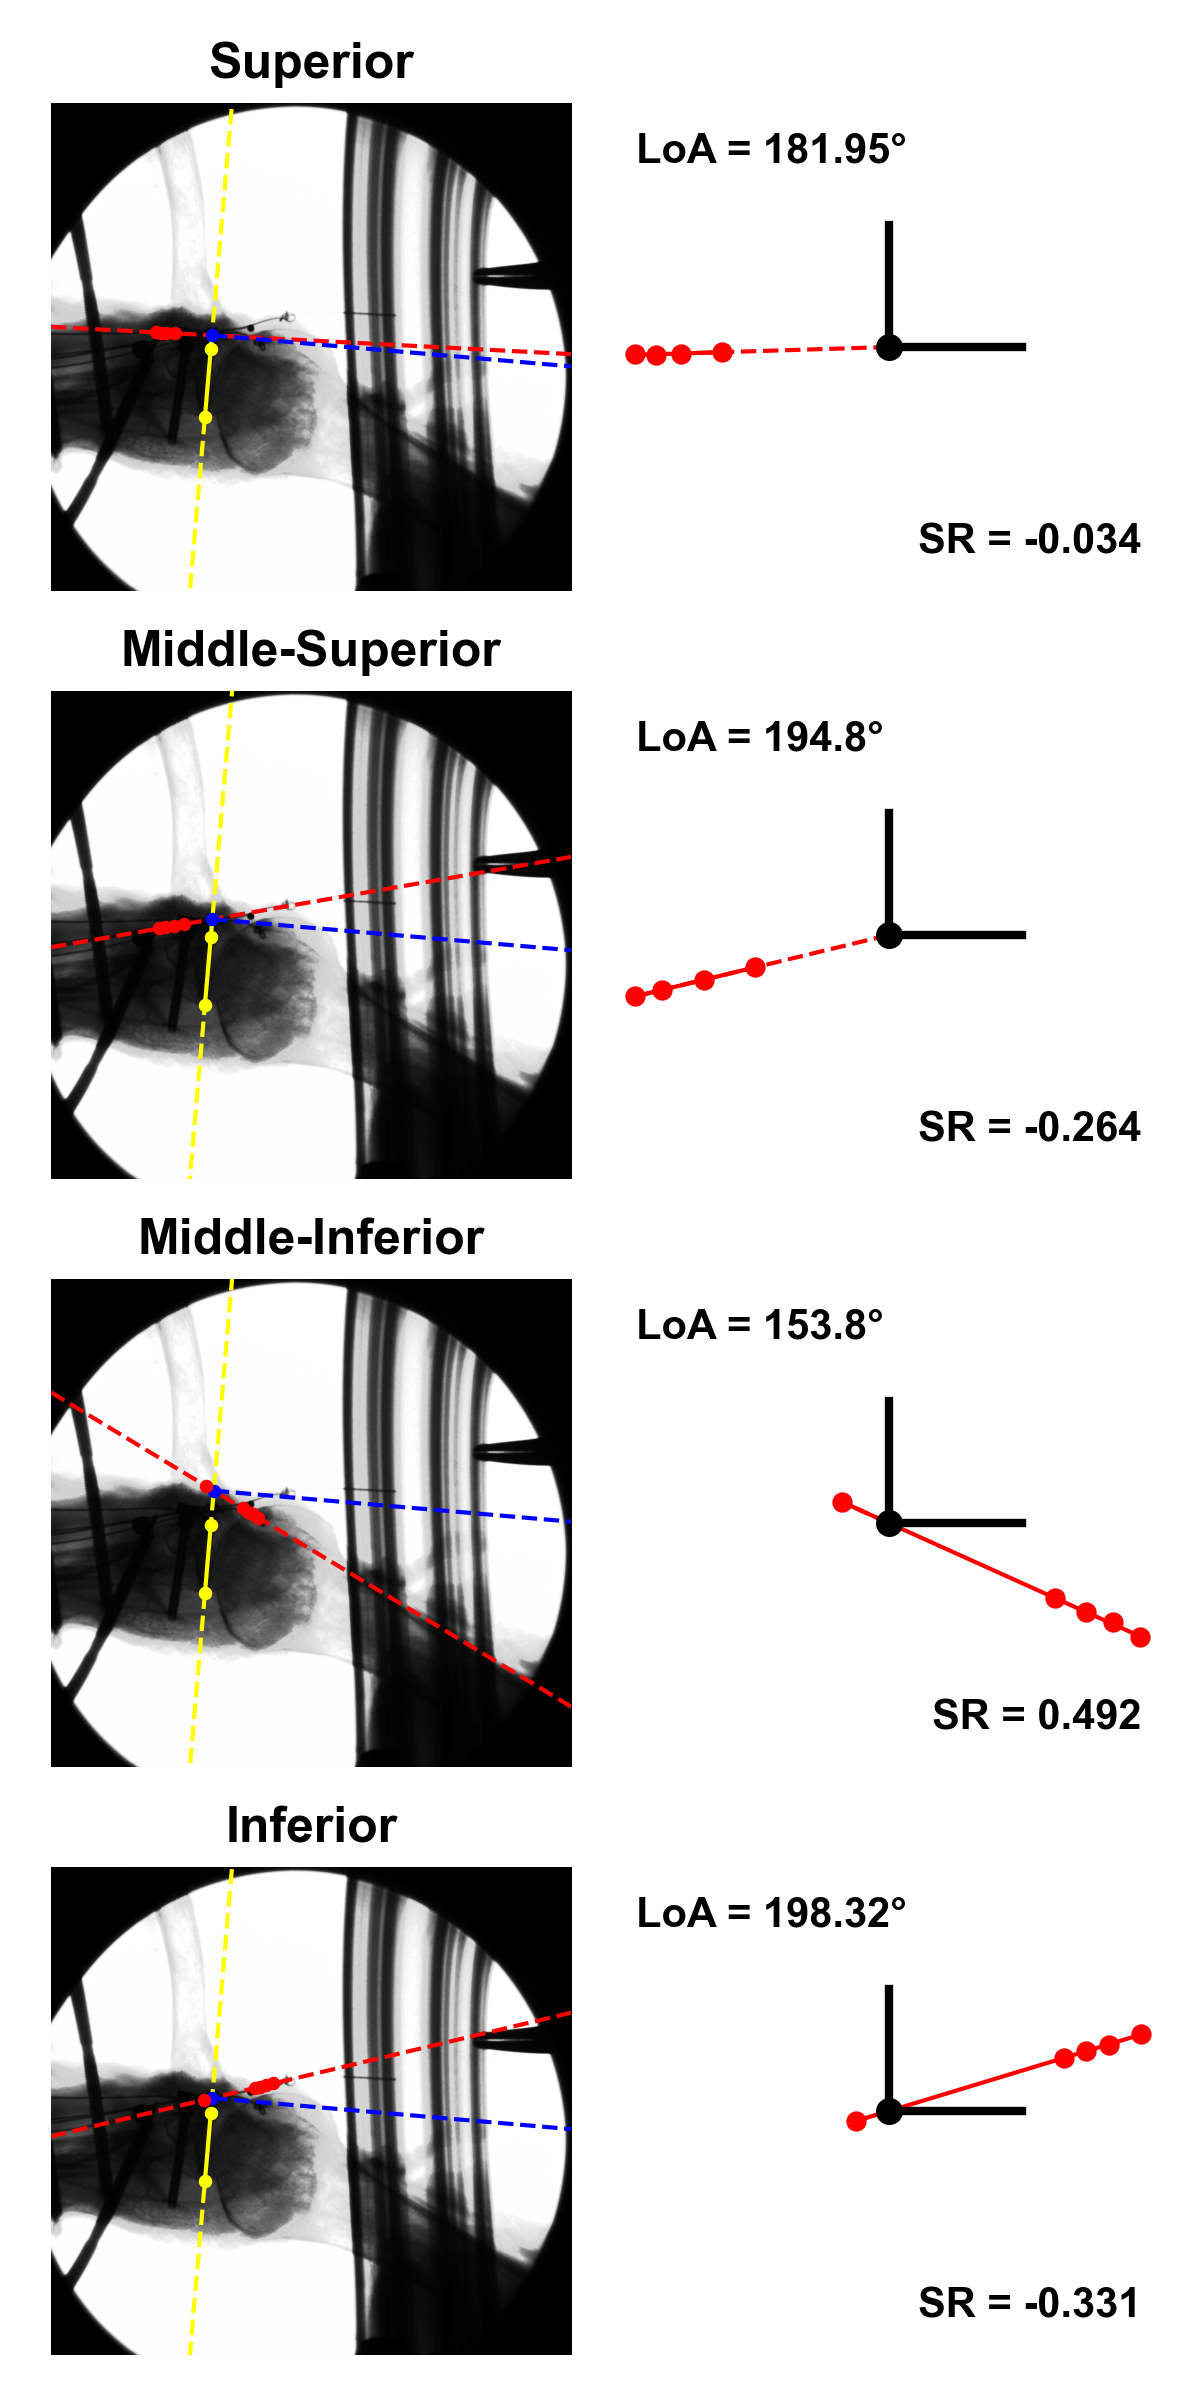 Superior
LoA = 181.95°
SR = -0.034
Middle-Superior
LoA = 194.8°
SR = -0.264
Middle-Inferior
LoA = 153.8°
SR = 0.492
Inferior
LoA = 198.32°
SR = -0.331